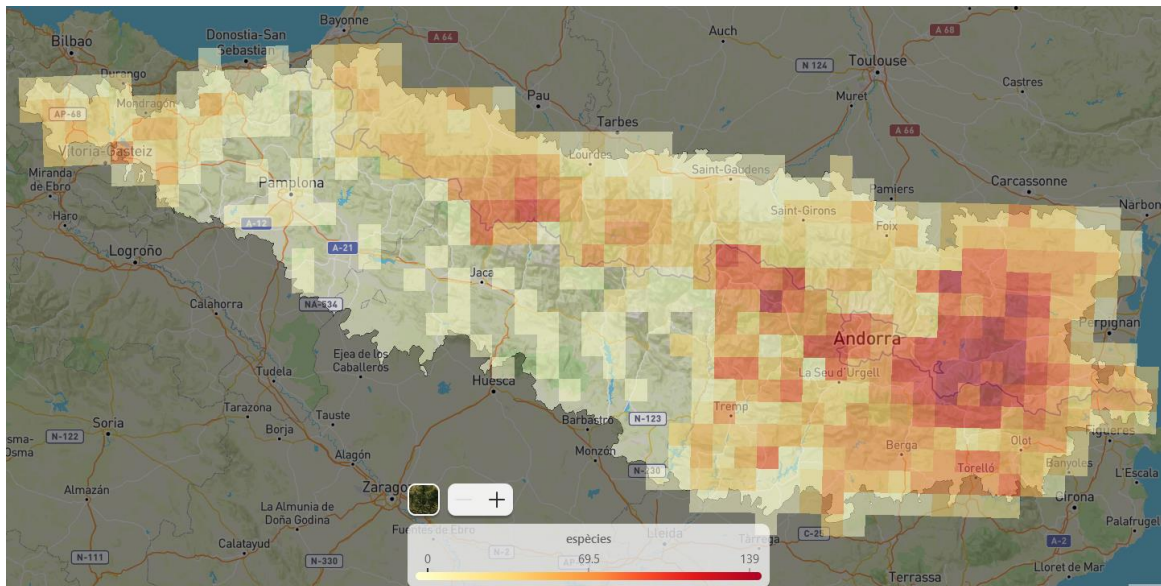 Bayonne
Bilbao
Donostia-San
Sebastian
A 64
Auch
A 68
Toulouse
N 124
Durango
Castres
Mondragón
AP-68
Pau
Muret
Tarbes
A 66
Vitoria-Gasteiz
Lourdes
Saint-Gaudens
Miranda
de Ebro
Pamplona
Pamiers
Carcassonne
Narbon
Haro
A-12
Saint-Girons
Foix
Logroño
A-21
Jaca
Calahorra
NA-534
Perpignan
Andorra
Ejea de los
Caballeros
La Seu d'Urgell
Tudela
Huesca
Tarazona
Tauste
Tremp
Barbastro
N-123
Soria
Borja
N-122
esma-
Osma
Figueres
Olot
Berga
Alagón
Monzón
N-230
Torelló
Banyoles
L'Escala
Almazán
Zarago
Girona
La Almunia de
Doña Godina
Fuentes de Ebro
Lleida
Tàrrega
C-25
Palafrugel
Calatayud
A-2
N-111
N-330
N-2
Terrassa
Lloret de Mar
espècies
0
69.5
139